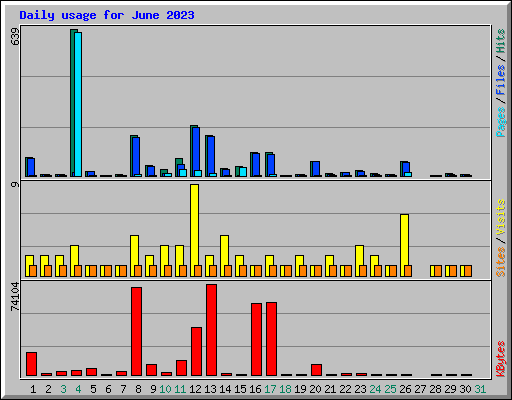 Daily usage for June 2023
639
Pages / Files / Hits
9
Sites / Visits
74104
KBytes
1 2 3 4 5 6 7 8 9 10 11 12 13 14 15 16 17 18 19 20 21 22 23 24 25 26 27 28 29 30 31